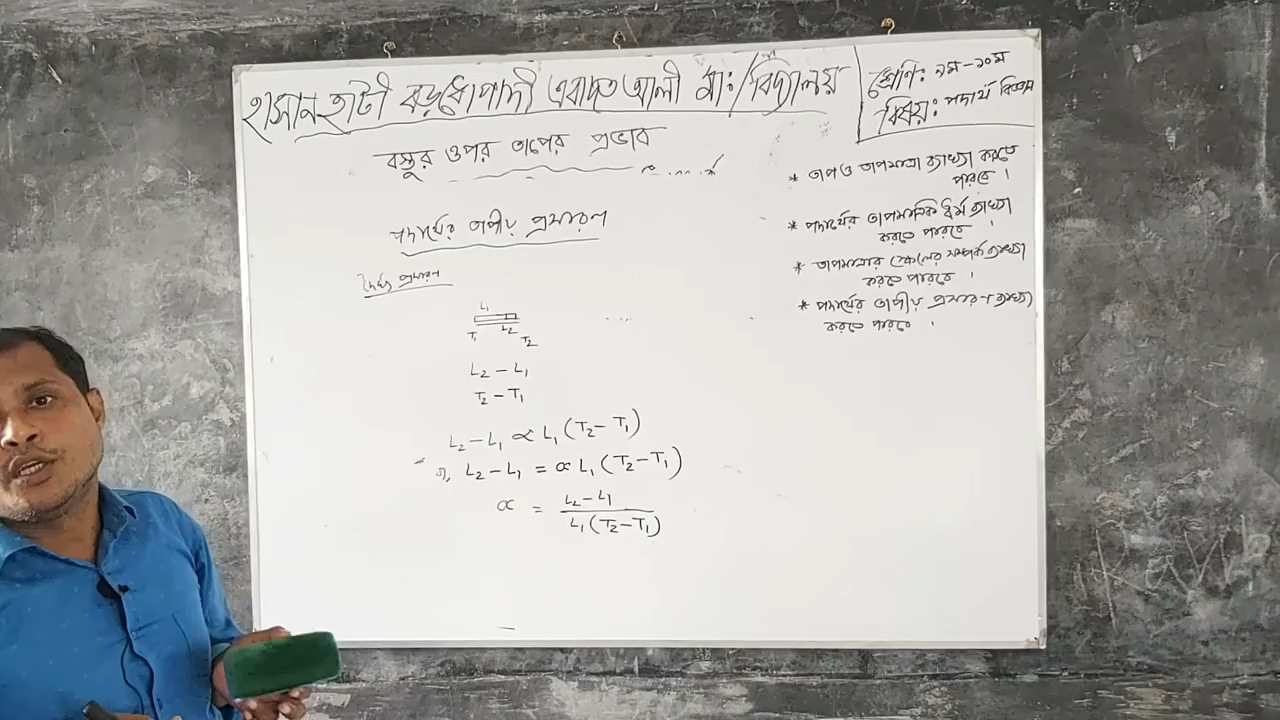 হাসানহাটী বড়ধোপাদী এবাদত আলী মাঃ/বিদ্যালয়
শ্রেণি: ৯ম-১০ম
বিষয়: পদার্থ বিজ্ঞান
বস্তুর ওপর তাপের প্রভাব
পদার্থের তাপীয় প্রসারণ
দৈর্ঘ্য প্রসারণ
L₁
L₂
T₁
T₂
L₂ - L₁
T₂ - T₁
L₂ - L₁ ∝ L₁ (T₂ - T₁)
বা, L₂ - L₁ = ∝ L₁ (T₂ - T₁)
∝ = L₂ - L₁ / L₁ (T₂ - T₁)
* তাপ ও তাপমাত্রা ব্যাখ্যা করতে
পারবে।
* পদার্থের তাপমানিক ধর্ম ব্যাখ্যা
করতে পারবে।
* তাপমাত্রার স্কেলের সম্পর্ক ব্যাখ্যা
করতে পারবে।
* পদার্থের তাপীয় প্রসারণ ব্যাখ্যা
করতে পারবে।